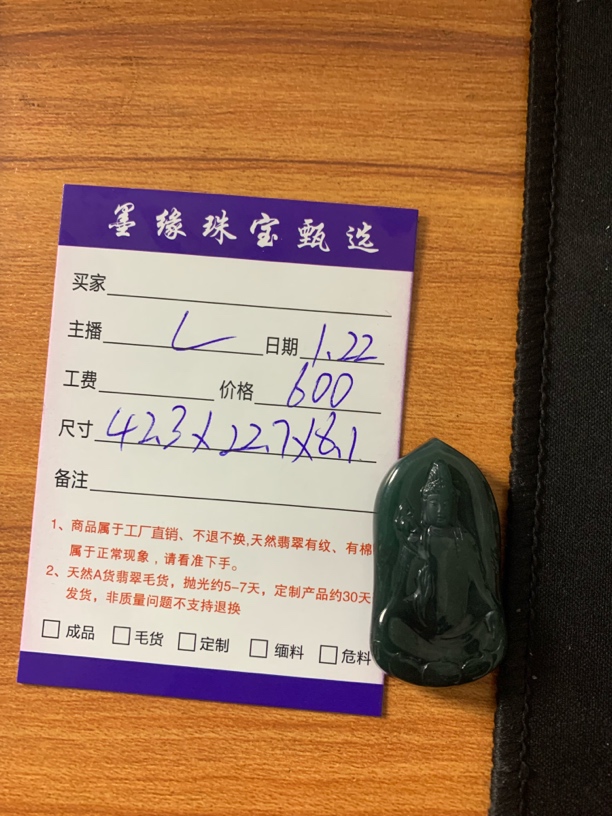 墨缘珠宝甄选
买家
主播 L 日期 1.22
工费 价格 600
尺寸 42.3X22.7X8.1
备注
1、商品属于工厂直销、不退不换,天然翡翠有纹、有棉
属于正常现象，请看准下手。
2、天然A货翡翠毛货，抛光约5-7天，定制产品约30天
发货，非质量问题不支持退换
□成品 □毛货 □定制 □缅料 □危料